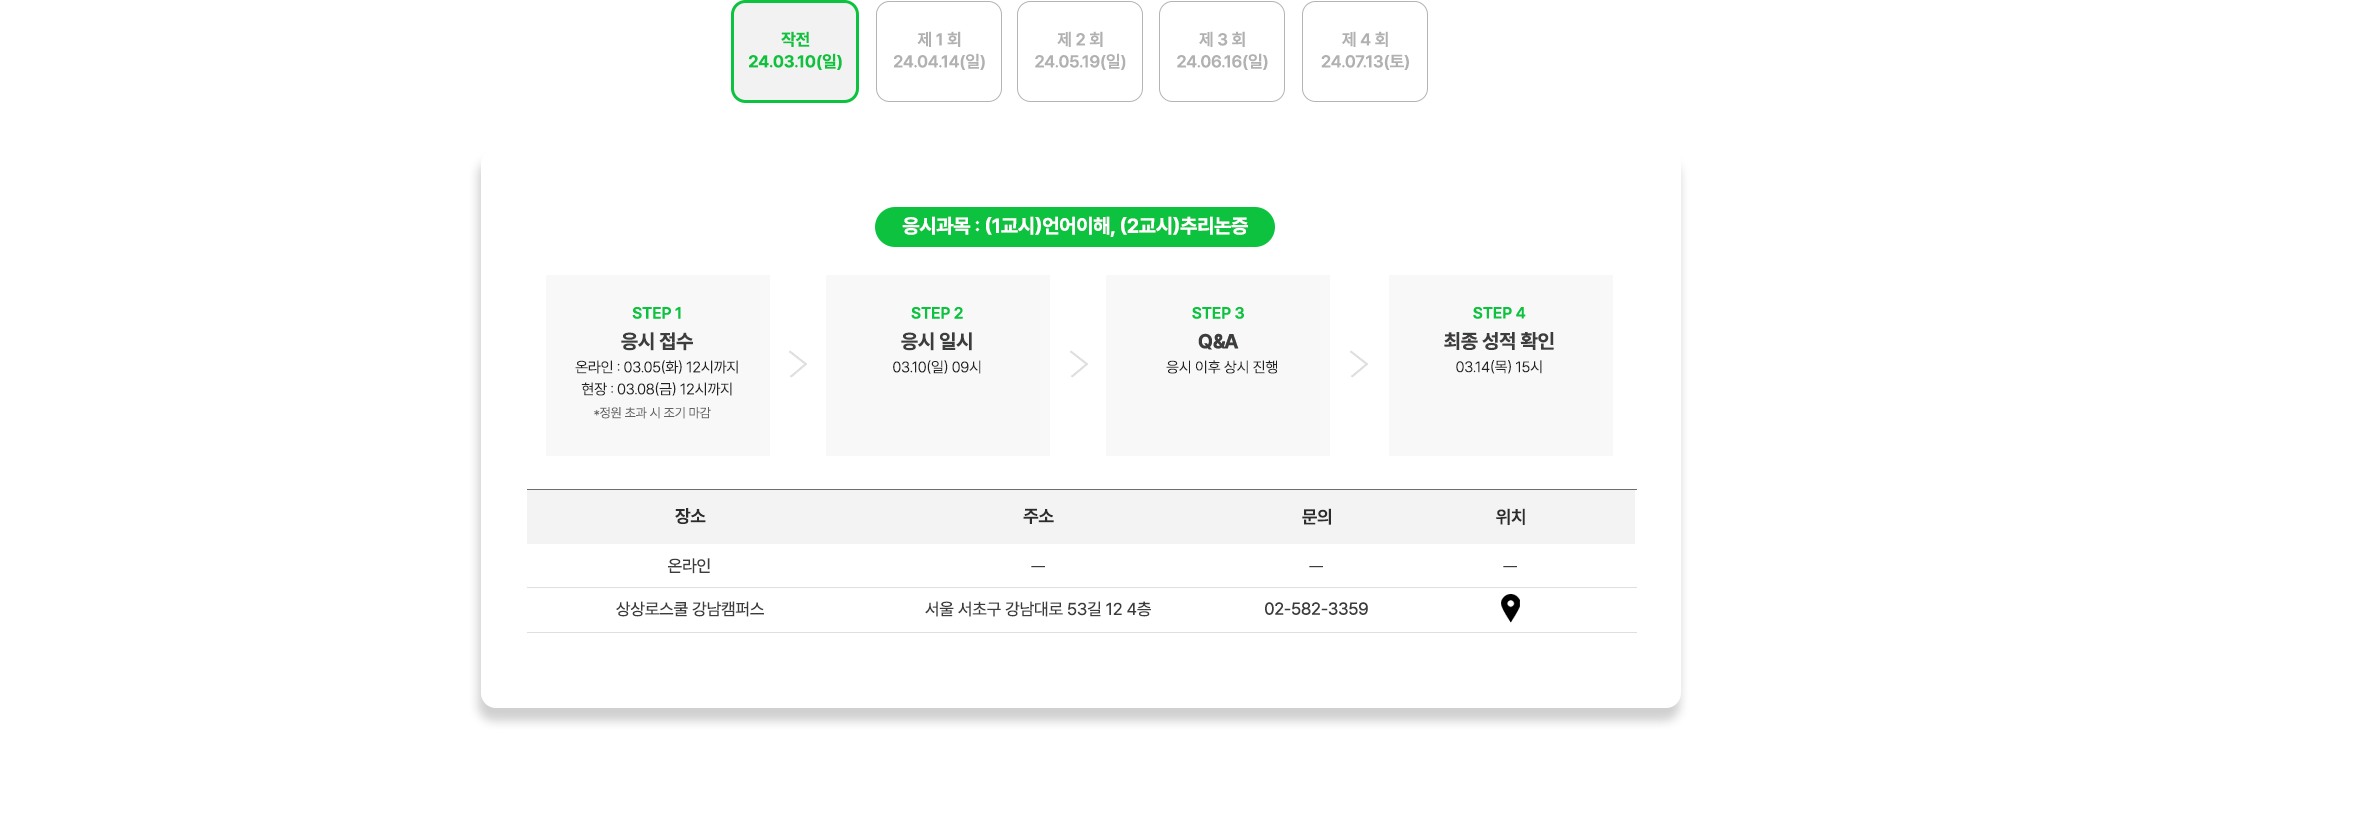 작전
24.03.10(일)
제 1 회
24.04.14(일)
제 2 회
24.05.19(일)
제 3 회
24.06.16(일)
제 4 회
24.07.13(토)
응시과목 : (1교시)언어이해, (2교시)추리논증
STEP 1
응시 접수
온라인 : 03.05(화) 12시까지
현장 : 03.08(금) 12시까지
*정원 초과 시 조기 마감
STEP 2
응시 일시
03.10(일) 09시
STEP 3
Q&A
응시 이후 상시 진행
STEP 4
최종 성적 확인
03.14(목) 15시
장소 주소 문의 위치
온라인 — — —
상상로스쿨 강남캠퍼스 서울 서초구 강남대로 53길 12 4층 02-582-3359